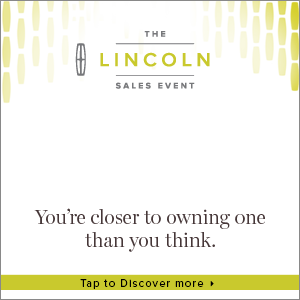 THE
LINCOLN
SALES EVENT
You’re closer to owning one
than you think.
Tap to Discover more